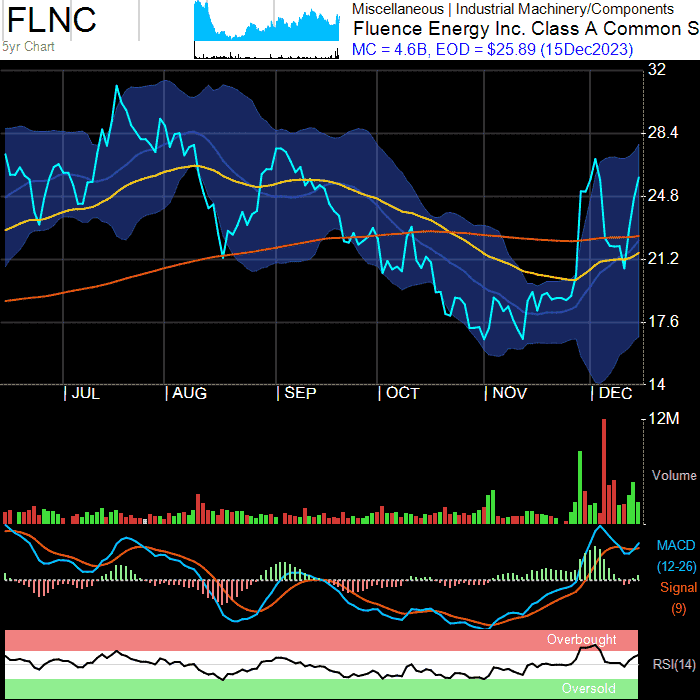 FLNC
5yr Chart
Miscellaneous | Industrial Machinery/Components
Fluence Energy Inc. Class A Common S
MC = 4.6B, EOD = $25.89 (15Dec2023)
32
28.4
24.8
21.2
17.6
14
| JUL | AUG | SEP | OCT | NOV | DEC
12M
Volume
MACD
(12-26)
Signal
(9)
Overbought
RSI(14)
Oversold